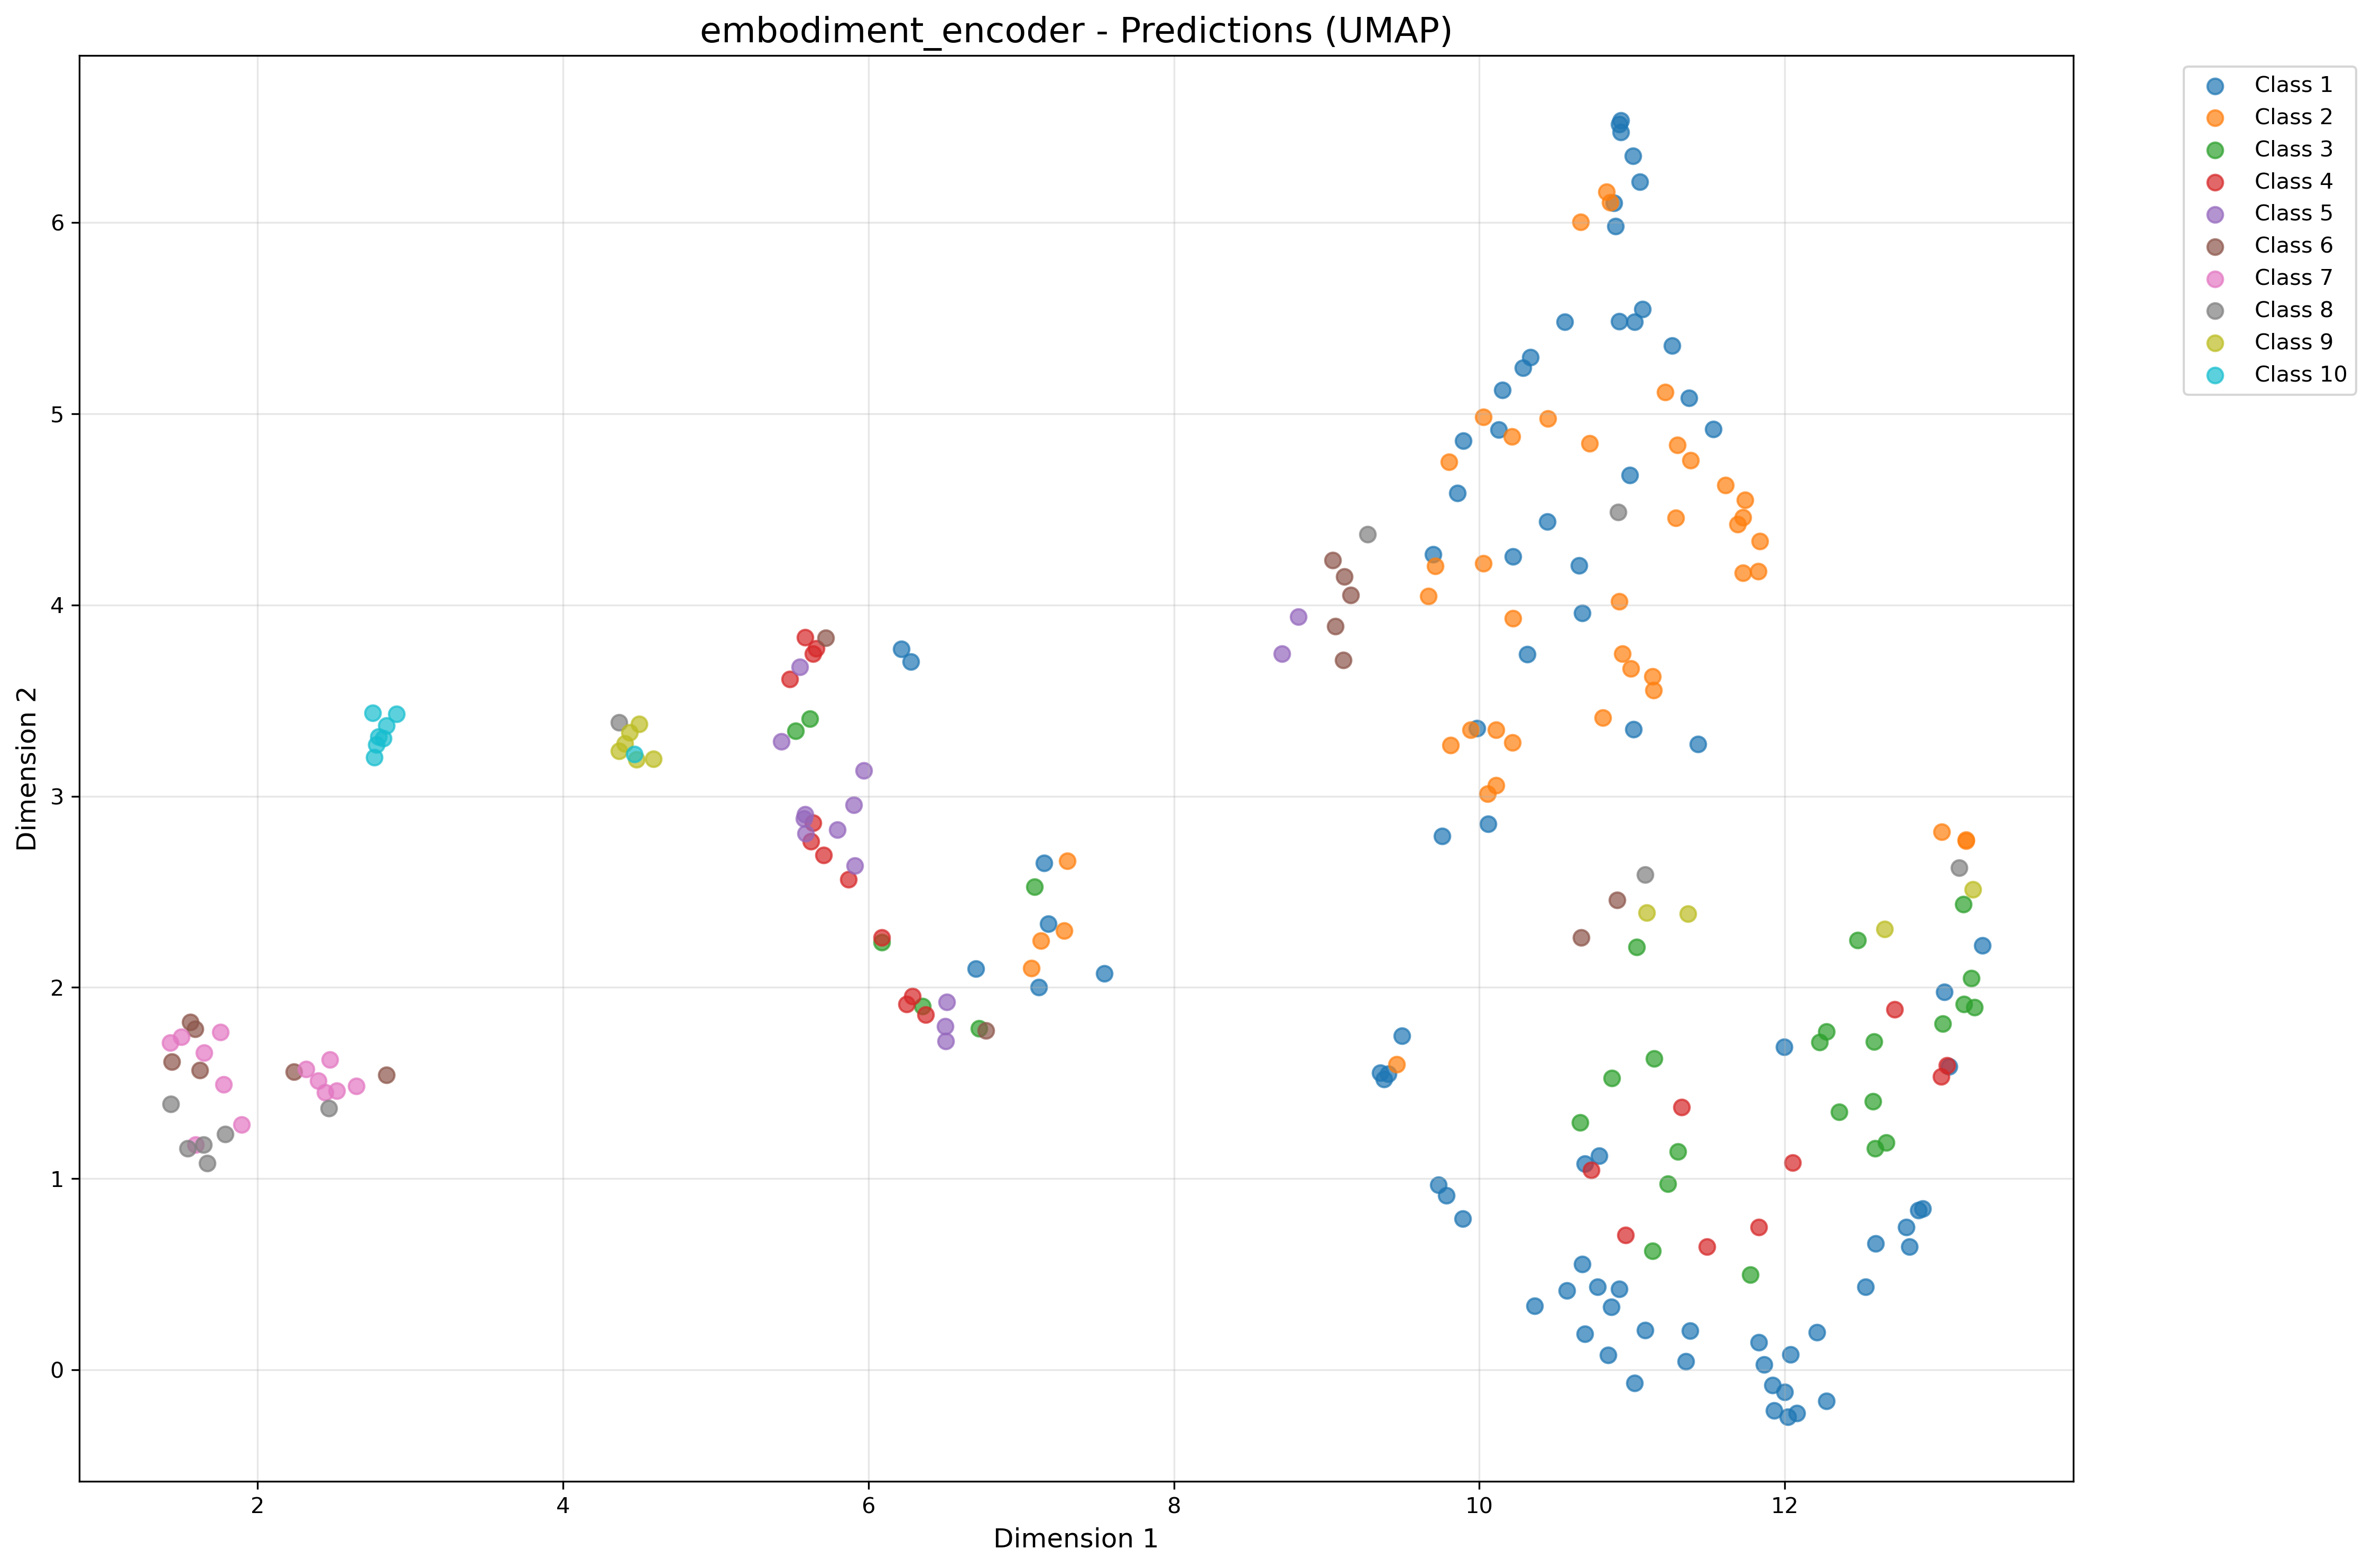 embodiment_encoder - Predictions (UMAP)
Class 1
Class 2
Class 3
Class 4
Class 5
Class 6
Class 7
Class 8
Class 9
Class 10
Dimension 2
6
5
4
3
2
1
0
2 4 6 8 10 12
Dimension 1